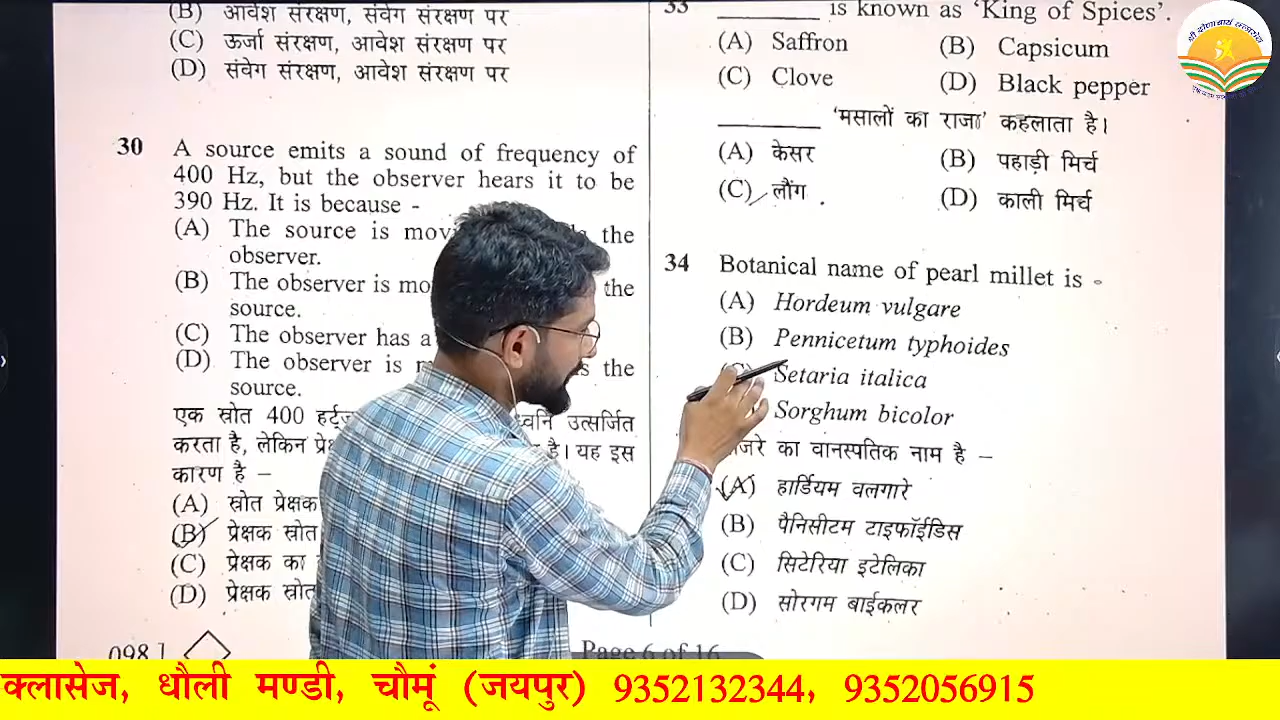 (B) आवेश संरक्षण, संवेग संरक्षण पर
(C) ऊर्जा संरक्षण, आवेश संरक्षण पर
(D) संवेग संरक्षण, आवेश संरक्षण पर
30 A source emits a sound of frequency of
400 Hz, but the observer hears it to be
390 Hz. It is because -
(A) The source is the
observer.
(B) The observer is the
source.
(C) The observer has a
(D) The observer is the
source.
एक स्रोत 400 ध्वनि उत्सर्जित
करता है, लेकिन है। यह इस
कारण है –
(A) स्रोत प्रेक्षक
(B) प्रेक्षक स्रोत
(C) प्रेक्षक का
(D) प्रेक्षक स्रोत
098 ]
Page 6 of 16
33 ________ is known as ‘King of Spices’.
(A) Saffron (B) Capsicum
(C) Clove (D) Black pepper
________ ‘मसालों का राजा’ कहलाता है।
(A) केसर (B) पहाड़ी मिर्च
(C) लौंग (D) काली मिर्च
34 Botanical name of pearl millet is -
(A) Hordeum vulgare
(B) Pennicetum typhoides
(C) Setaria italica
Sorghum bicolor
का वानस्पतिक नाम है –
(A) हार्डियम वलगारे
(B) पैनिसीटम टाइफॉईडिस
(C) सिटेरिया इटेलिका
(D) सोरगम बाईकलर
क्लासेज, धौली मण्डी, चौमूं (जयपुर) 9352132344, 9352056915